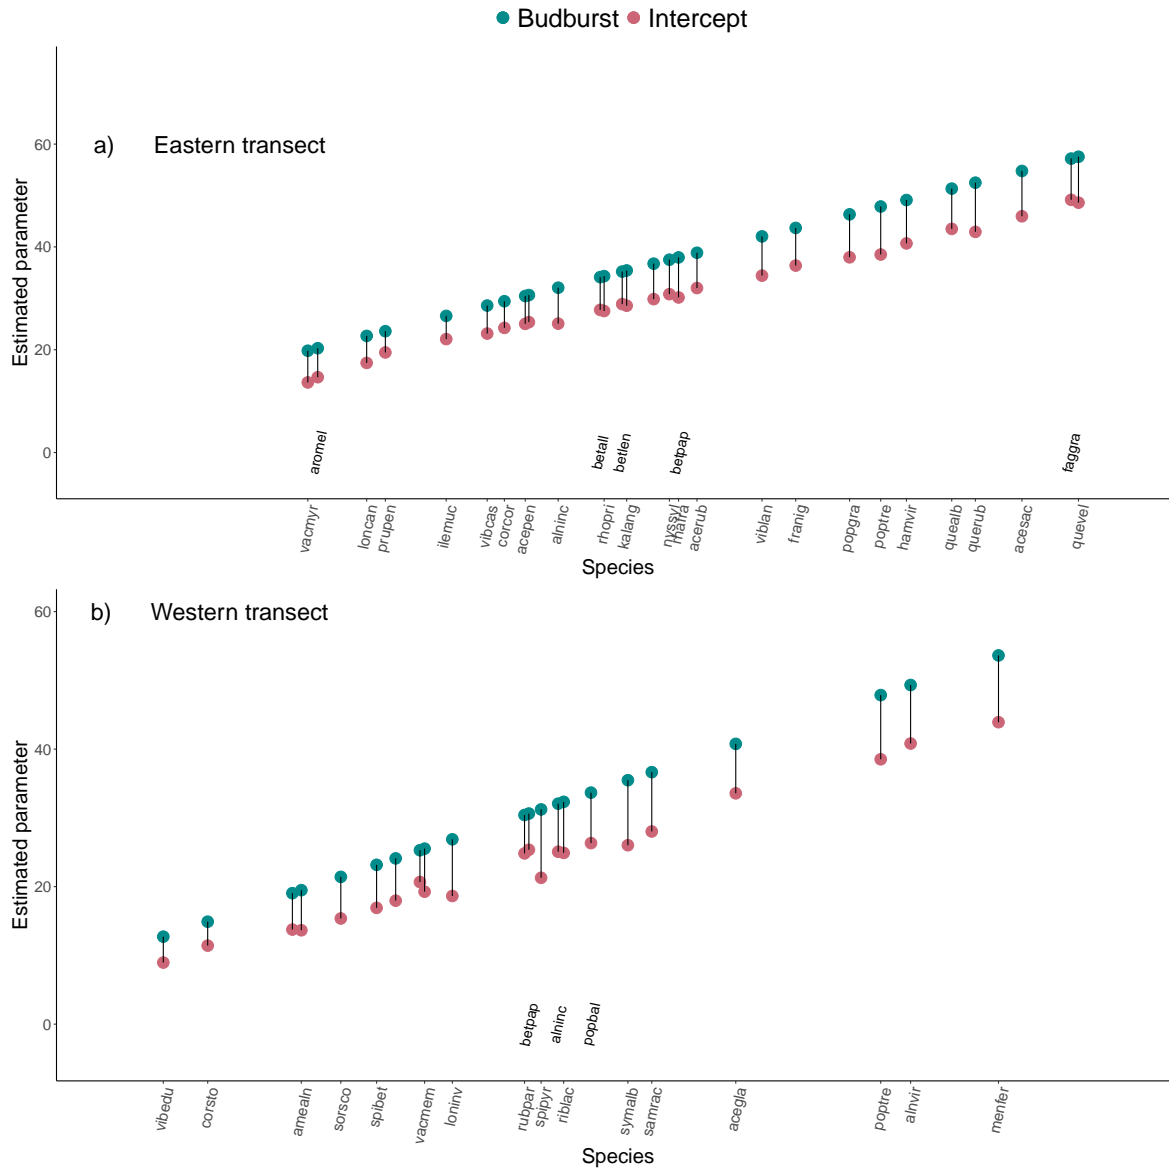 Budburst Intercept
a) Eastern transect
Estimated parameter
60
40
20
0
aromel
betall
betlen
betpap
faggra
vacmyr
loncan
prupen
ilemuc
vibcas
corcor
acepen
alninc
rhopri
kalang
nyssyl
acerub
viblan
franig
popgra
poptre
hamvir
quealb
querub
acesac
quevel
Species
b) Western transect
Estimated parameter
60
40
20
0
betpap
alninc
popbal
vibedu
corsto
amealn
sorsco
spibet
vacmem
loninv
rubpar
spipyr
riblac
symalb
samrac
acegla
poptre
alnvir
menfer
Species